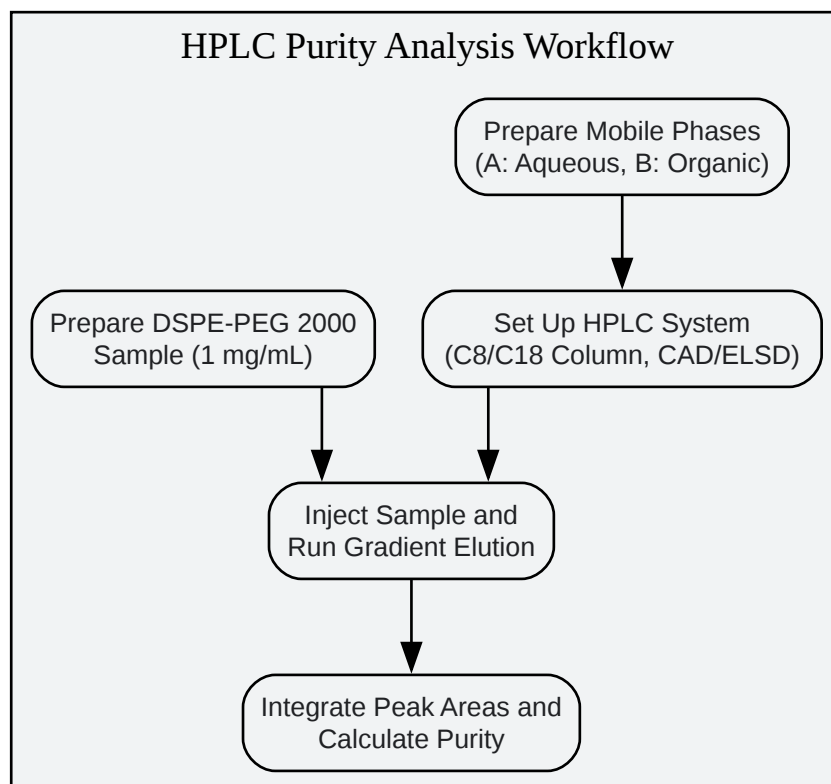 HPLC Purity Analysis Workflow
Prepare Mobile Phases
(A: Aqueous, B: Organic)
Prepare DSPE-PEG 2000
Sample (1 mg/mL)
Set Up HPLC System
(C8/C18 Column, CAD/ELSD)
Inject Sample and
Run Gradient Elution
Integrate Peak Areas and
Calculate Purity